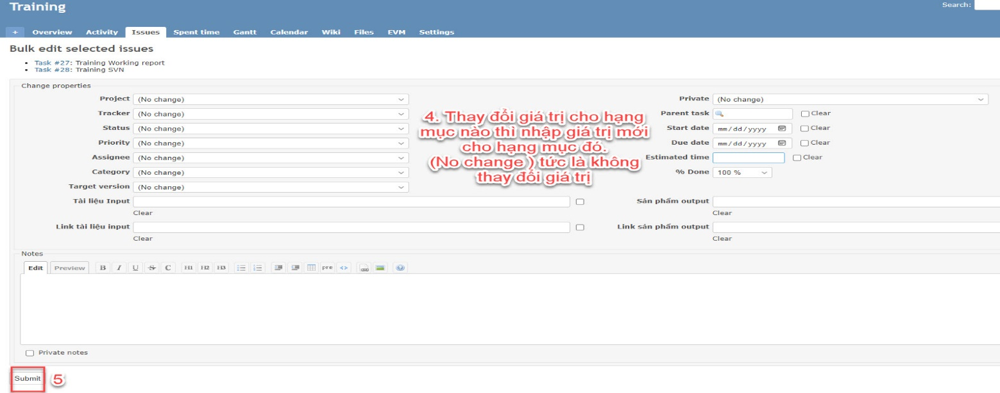 Training
Search:
+ Overview Activity Issues Spent time Gantt Calendar Wiki Files EVM Settings
Bulk edit selected issues
Task #27: Training Working report
Task #28: Training SVN
Change properties
Project (No change)
Private (No change)
Tracker (No change)
Parent task Clear
Status (No change)
Start date mm/dd/yyyy Clear
Priority (No change)
Due date mm/dd/yyyy Clear
Assignee (No change)
Estimated time Clear
Category (No change)
% Done 100 %
Target version (No change)
4. Thay đổi giá trị cho hạng
mục nào thì nhập giá trị mới
cho hạng mục đó.
(No change ) tức là không
thay đổi giá trị
Tài liệu Input
Sản phẩm output
Clear
Clear
Link tài liệu input
Link sản phẩm output
Clear
Clear
Notes
Edit Preview B I U S C H1 H2 H3 pre <>
Private notes
Submit 5